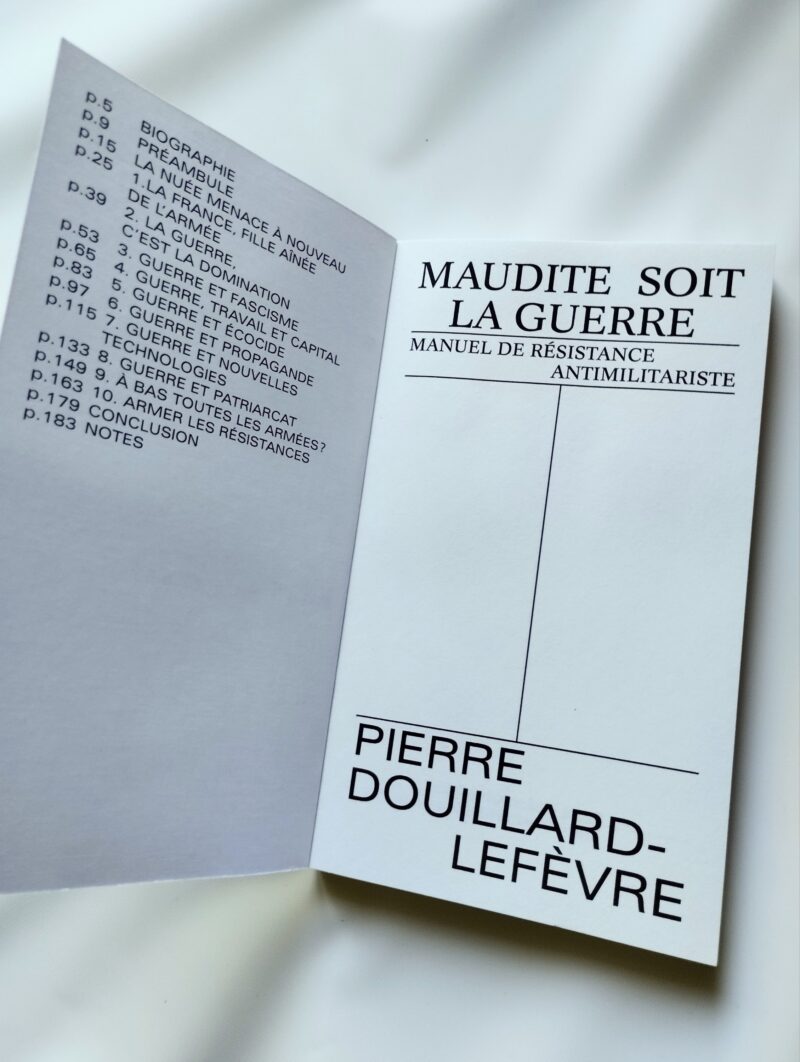 p.5 BIOGRAPHIE
p.9 PRÉAMBULE
p.15 LA NUÉE MENACE À NOUVEAU
p.25 1.LA FRANCE, FILLE AÎNÉE
DE L'ARMÉE
p.39 2. LA GUERRE,
C'EST LA DOMINATION
p.53 3. GUERRE ET FASCISME
p.65 4. GUERRE, TRAVAIL ET CAPITAL
p.83 5. GUERRE ET ÉCOCIDE
p.97 6. GUERRE ET PROPAGANDE
p.115 7. GUERRE ET NOUVELLES
TECHNOLOGIES
p.133 8. GUERRE ET PATRIARCAT
p.149 9. À BAS TOUTES LES ARMÉES?
p.163 10. ARMER LES RÉSISTANCES
p.179 CONCLUSION
p.183 NOTES
MAUDITE SOIT
LA GUERRE
MANUEL DE RÉSISTANCE
ANTIMILITARISTE
PIERRE
DOUILLARD-
LEFÈVRE